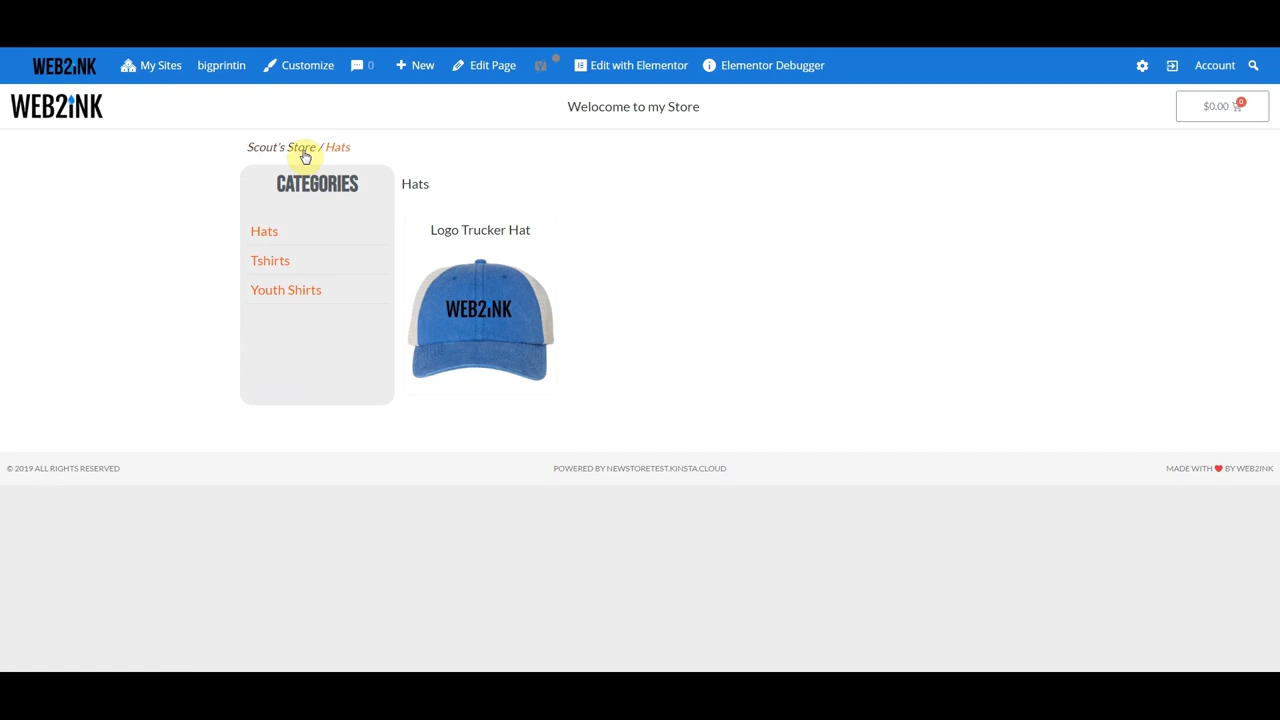 WEB2INK My Sites bigprintin Customize 0 New Edit Page Edit with Elementor Elementor Debugger Account
WEB2INK Welocome to my Store $0.00 0
Scout's Store / Hats
CATEGORIES
Hats
Tshirts
Youth Shirts
Hats
Logo Trucker Hat
WEB2INK
© 2019 ALL RIGHTS RESERVED POWERED BY NEWSTORETEST.KINSTA.CLOUD MADE WITH ❤ BY WEB2INK